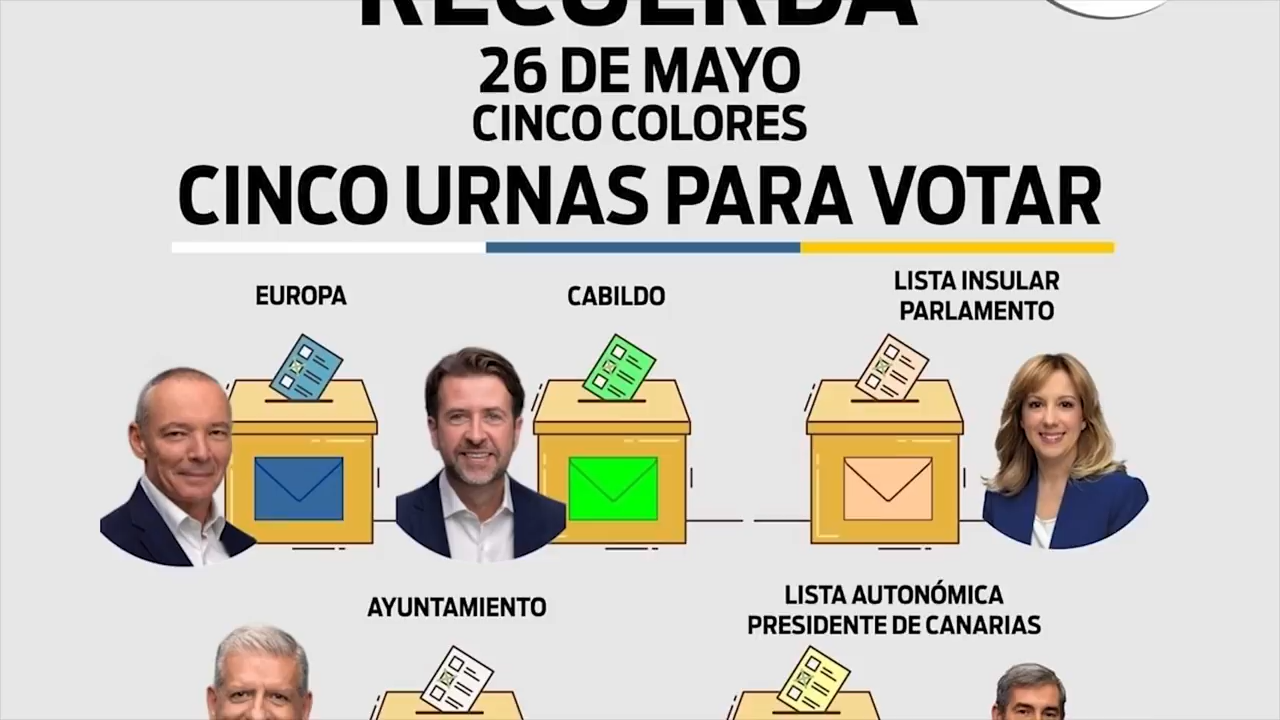 RECUERDA
26 DE MAYO
CINCO COLORES
CINCO URNAS PARA VOTAR
EUROPA
CABILDO
LISTA INSULAR
PARLAMENTO
AYUNTAMIENTO
LISTA AUTONÓMICA
PRESIDENTE DE CANARIAS